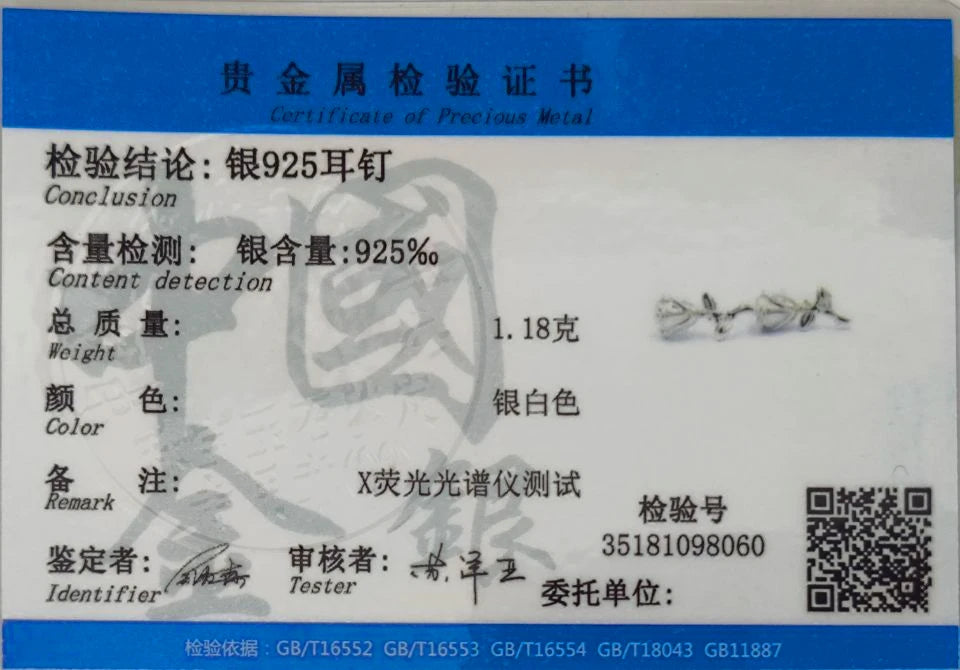 贵金属检验证书
Certificate of Precious Metal
检验结论: 银925耳钉
Conclusion
含量检测: 银含量:925‰
Content detection
总质量: 1.18克
Weight
颜色: 银白色
Color
备注: X荧光光谱仪测试
Remark
检验号
35181098060
鉴定者:
Identifier
审核者:
Tester
委托单位:
检验依据：GB/T16552 GB/T16553 GB/T16554 GB/T18043 GB11887
中國金銀